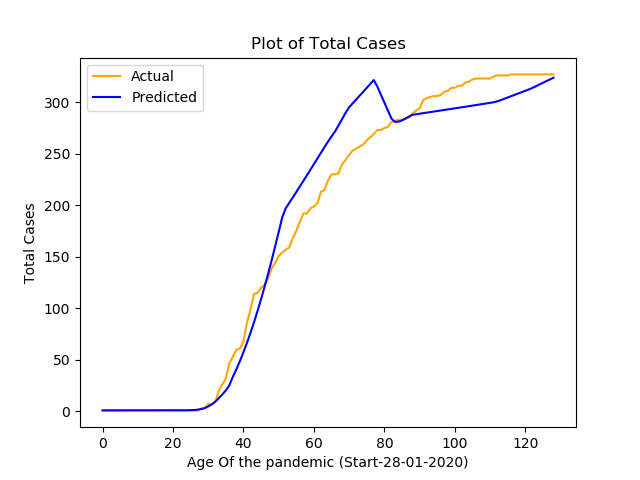 Plot of Total Cases
Actual
Predicted
300
250
200
150
100
50
0
Total Cases
0 20 40 60 80 100 120
Age Of the pandemic (Start-28-01-2020)